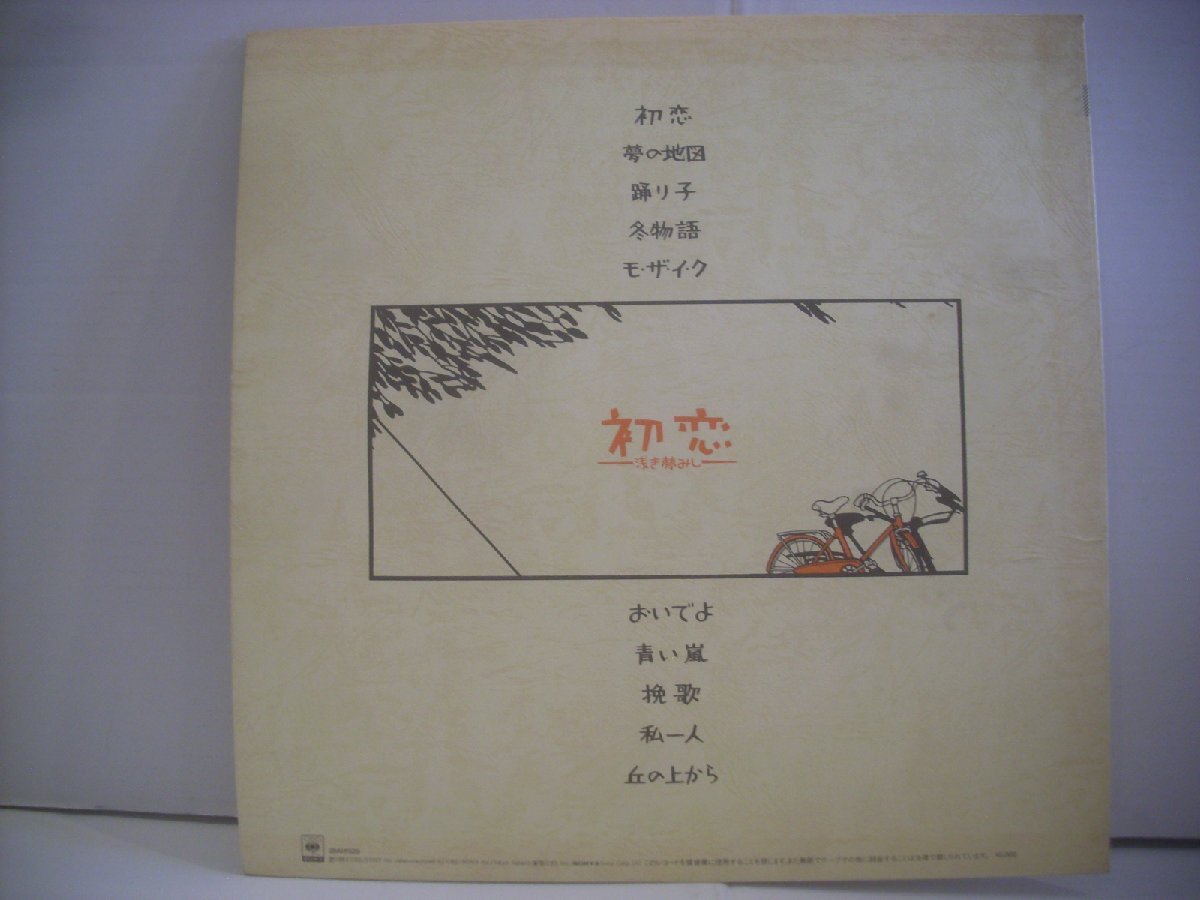 初恋
夢の地図
踊り子
冬物語
モ・ザ・イ・ク
初恋
浅き夢みし
おいでよ
青い嵐
挽歌
私一人
丘の上から